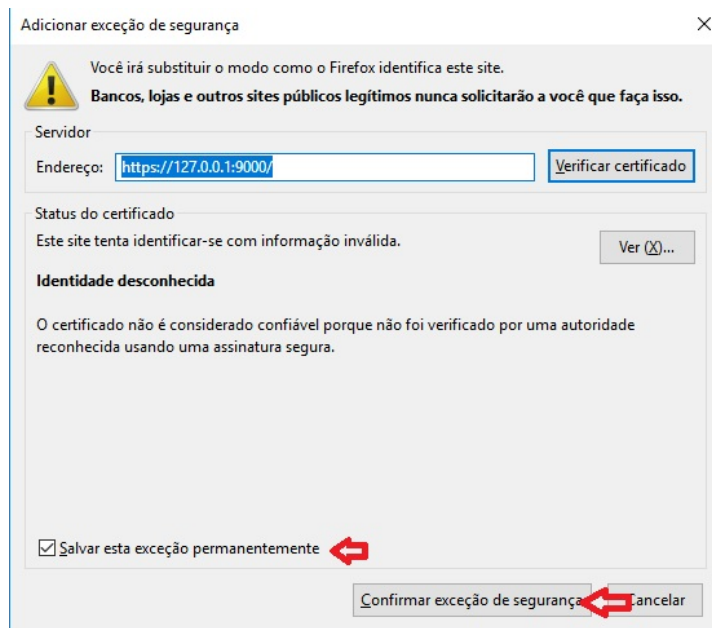 Adicionar exceção de segurança
Você irá substituir o modo como o Firefox identifica este site.
Bancos, lojas e outros sites públicos legítimos nunca solicitarão a você que faça isso.
Servidor
Endereço: https://127.0.0.1:9000/ Verificar certificado
Status do certificado
Este site tenta identificar-se com informação inválida.
Ver (X)...
Identidade desconhecida
O certificado não é considerado confiável porque não foi verificado por uma autoridade
reconhecida usando uma assinatura segura.
Salvar esta exceção permanentemente
Confirmar exceção de segurança Cancelar